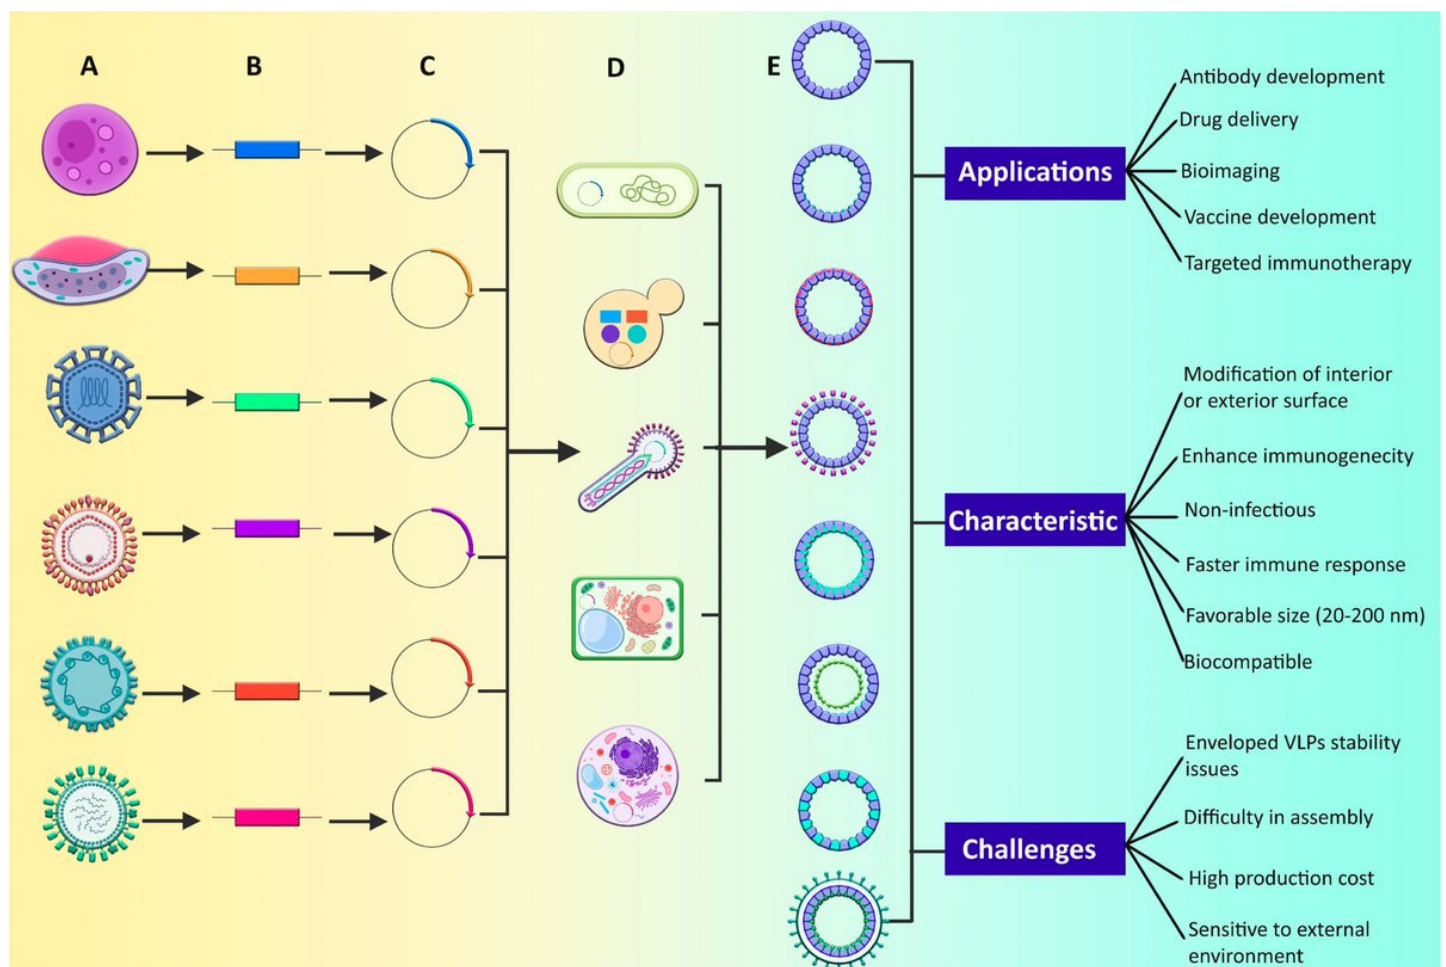 A
B
C
D
E
Applications
Antibody development
Drug delivery
Bioimaging
Vaccine development
Targeted immunotherapy
Characteristic
Modification of interior
or exterior surface
Enhance immunogenecity
Non-infectious
Faster immune response
Favorable size (20-200 nm)
Biocompatible
Challenges
Enveloped VLPs stability
issues
Difficulty in assembly
High production cost
Sensitive to external
environment